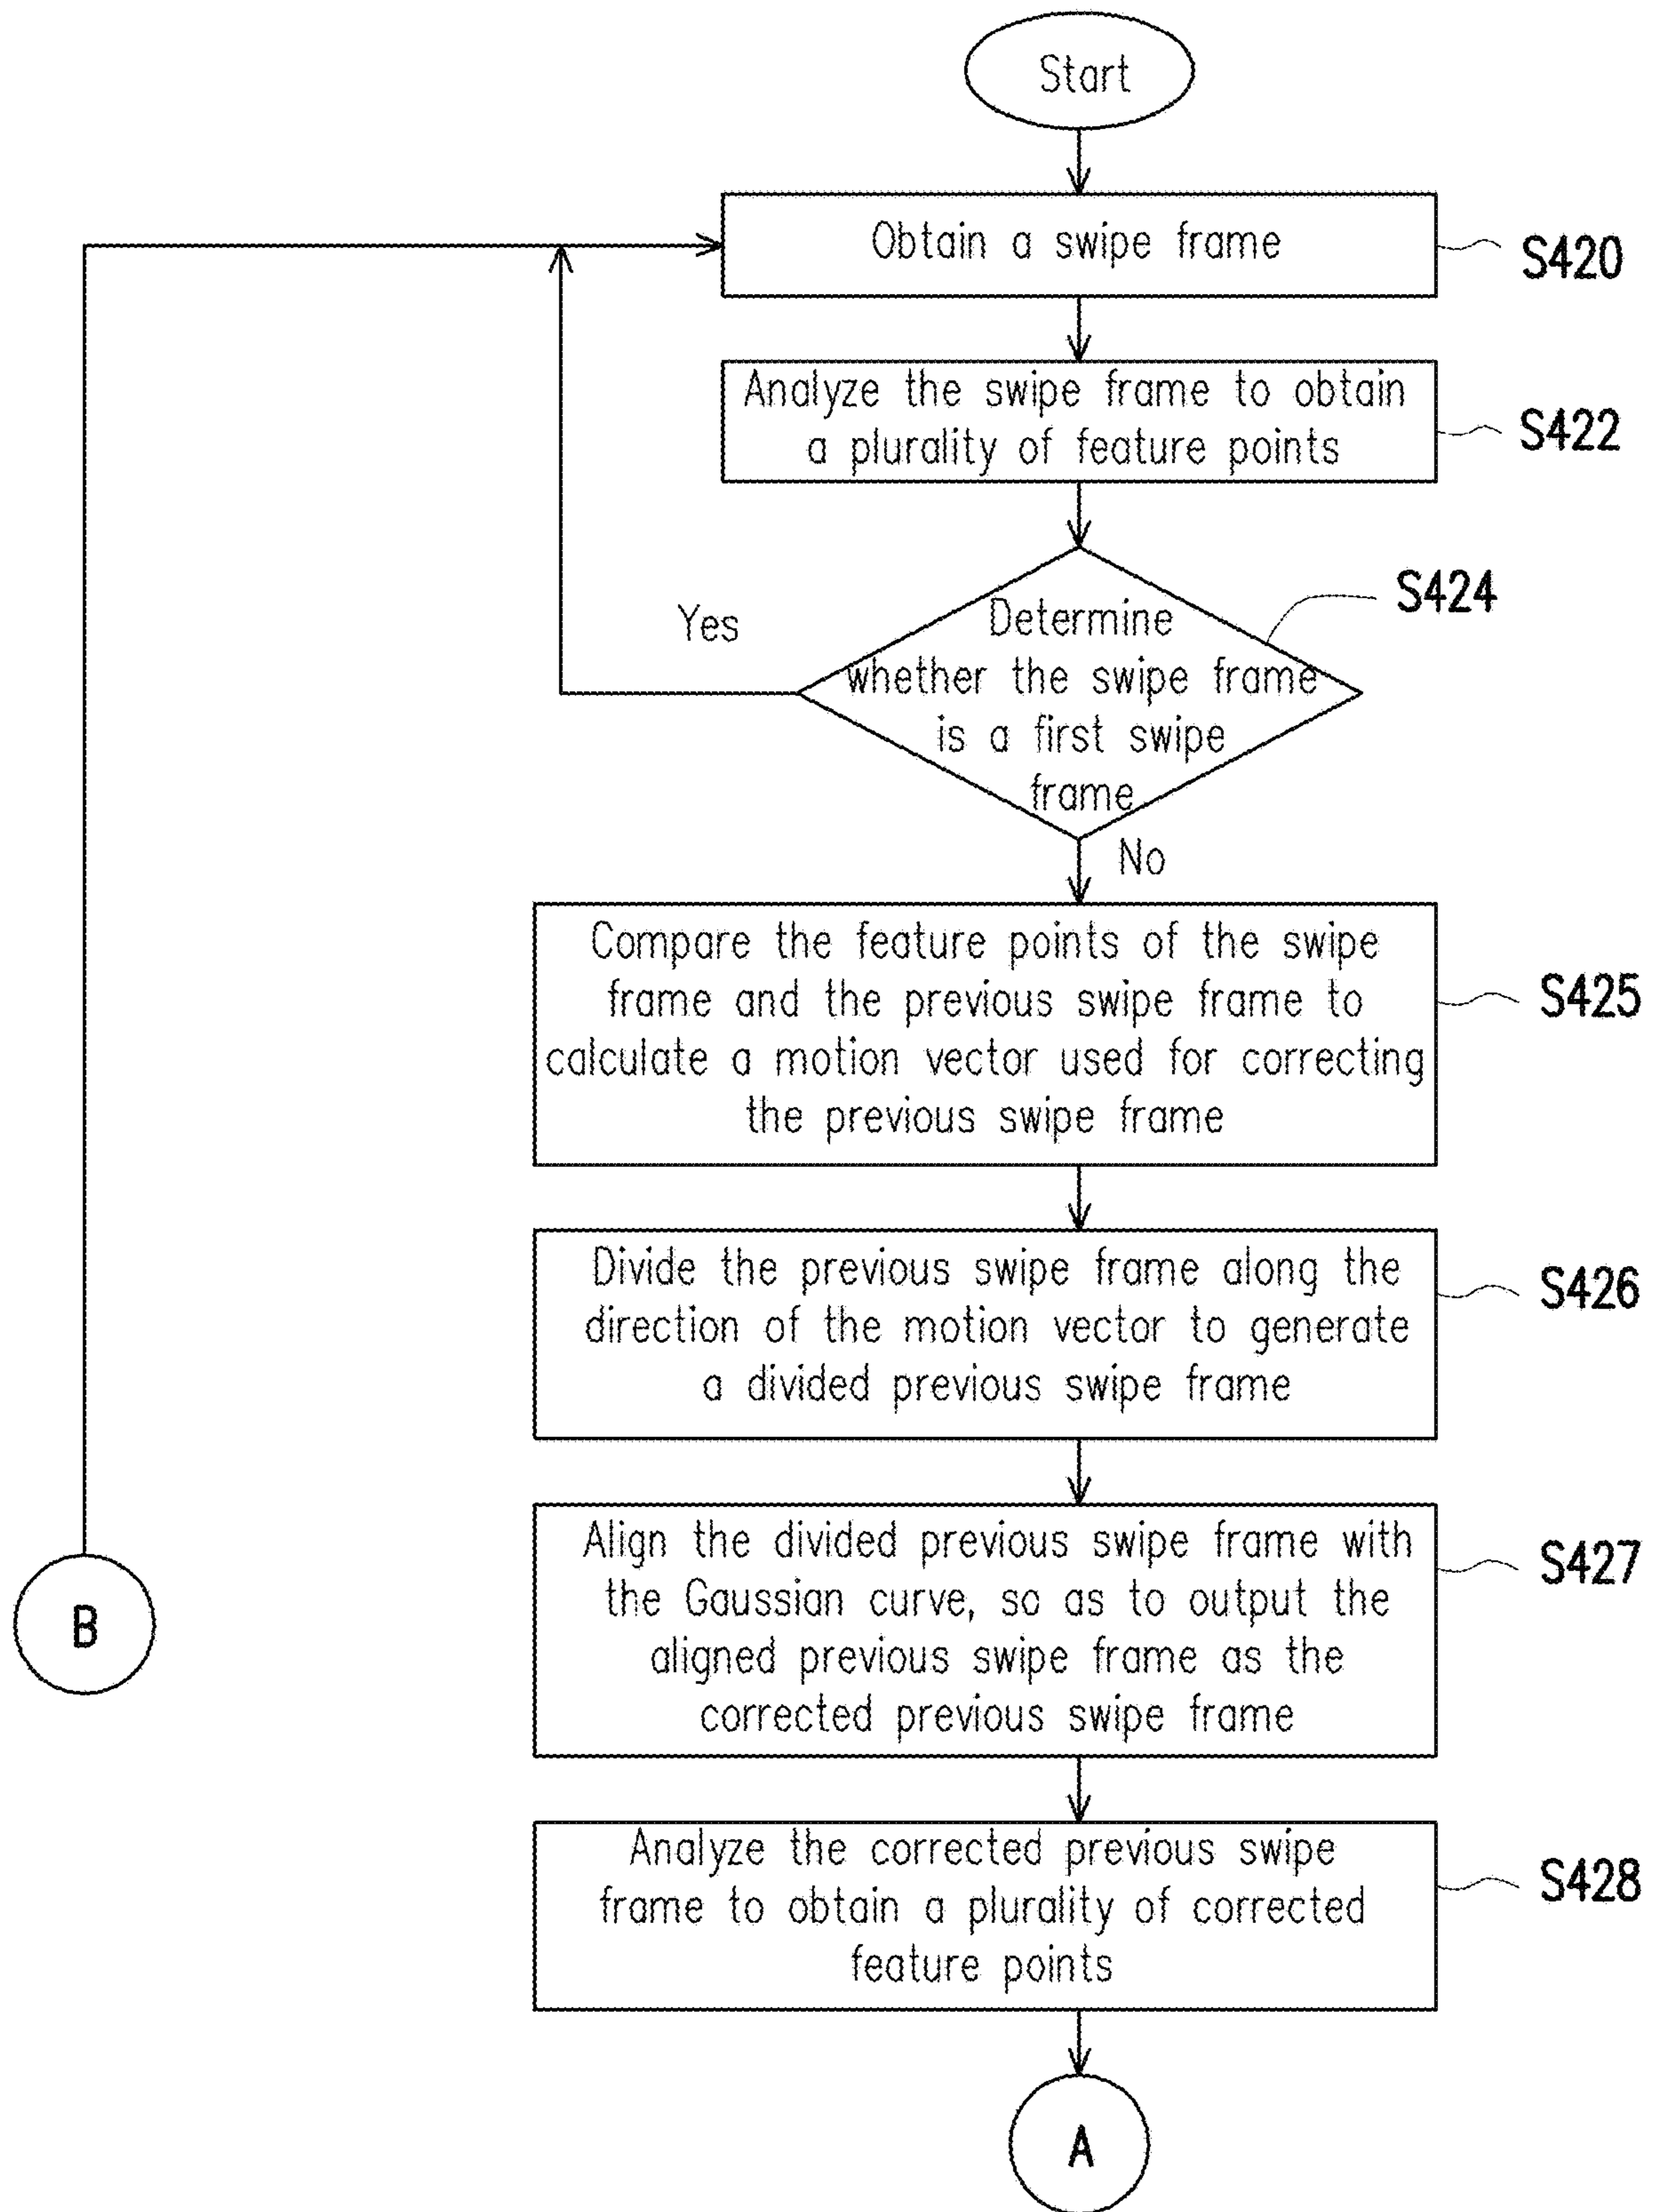 Start
Obtain a swipe frame
S420
Analyze the swipe frame to obtain
a plurality of feature points
S422
S424
Yes
Determine
whether the swipe frame
is a first swipe
frame
No
Compare the feature points of the swipe
frame and the previous swipe frame to
calculate a motion vector used for correcting
the previous swipe frame
S425
Divide the previous swipe frame along the
direction of the motion vector to generate
a divided previous swipe frame
S426
Align the divided previous swipe frame with
the Gaussian curve, so as to output the
aligned previous swipe frame as the
corrected previous swipe frame
S427
B
Analyze the corrected previous swipe
frame to obtain a plurality of corrected
feature points
S428
A